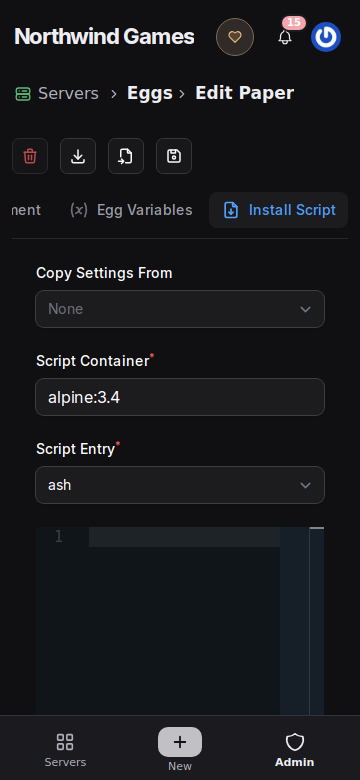 Northwind Games
15
Servers › Eggs › Edit Paper
ment (x) Egg Variables Install Script
Copy Settings From
None
Script Container*
alpine:3.4
Script Entry*
ash
1
Servers
New
Admin